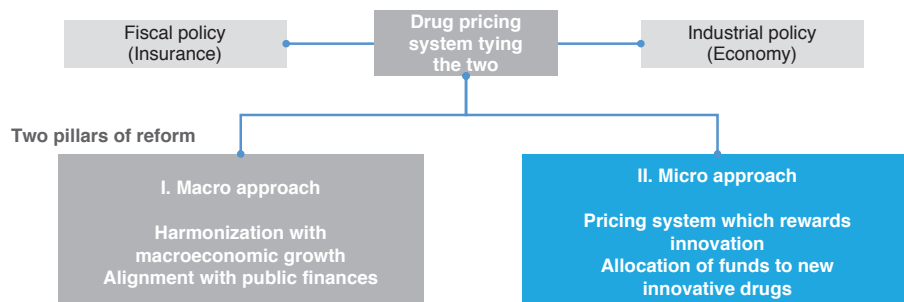 Fiscal policy
(Insurance)
Drug pricing
system tying
the two
Industrial policy
(Economy)
Two pillars of reform
I. Macro approach
Harmonization with
macroeconomic growth
Alignment with public finances
II. Micro approach
Pricing system which rewards
innovation
Allocation of funds to new
innovative drugs